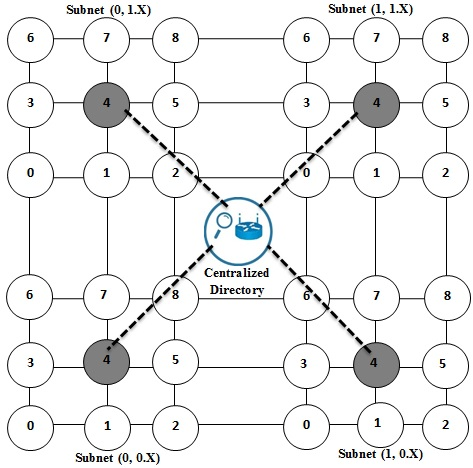 Subnet (0, 1.X) Subnet (1, 1.X)
6 7 8 6 7 8
3 4 5 3 4 5
0 1 2 0 1 2
Centralized
Directory
6 7 8 6 7 8
3 4 5 3 4 5
0 1 2 0 1 2
Subnet (0, 0.X) Subnet (1, 0.X)